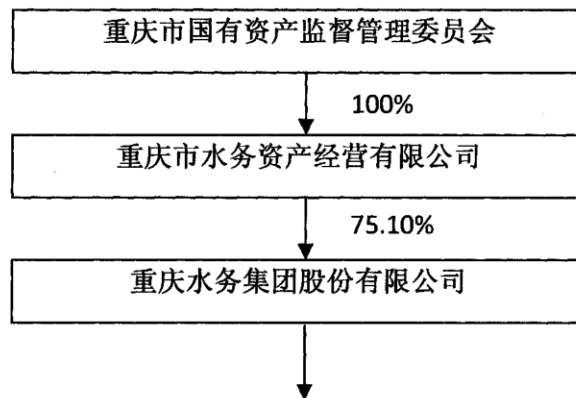 重庆市国有资产监督管理委员会
100%
重庆市水务资产经营有限公司
75.10%
重庆水务集团股份有限公司